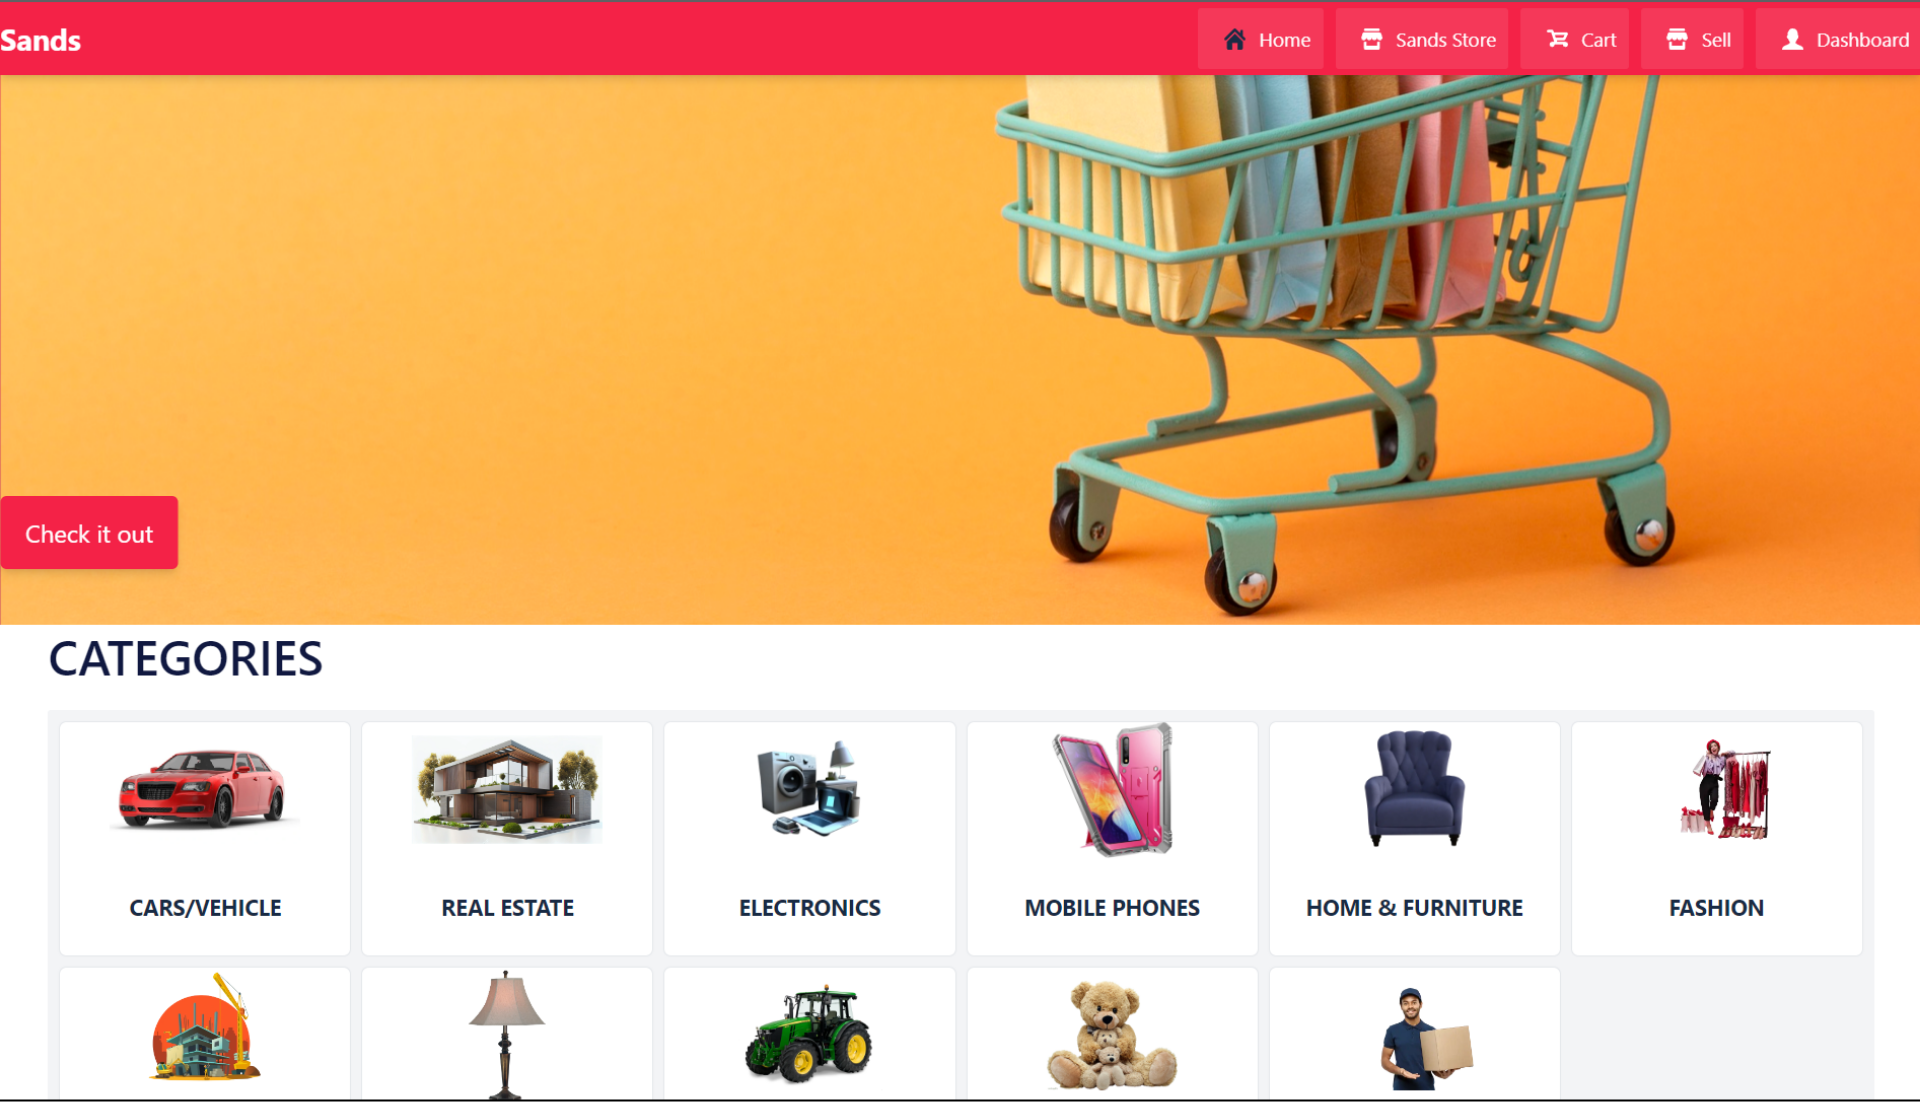 Sands
Home
Sands Store
Cart
Sell
Dashboard
Check it out
CATEGORIES
CARS/VEHICLE
REAL ESTATE
ELECTRONICS
MOBILE PHONES
HOME & FURNITURE
FASHION